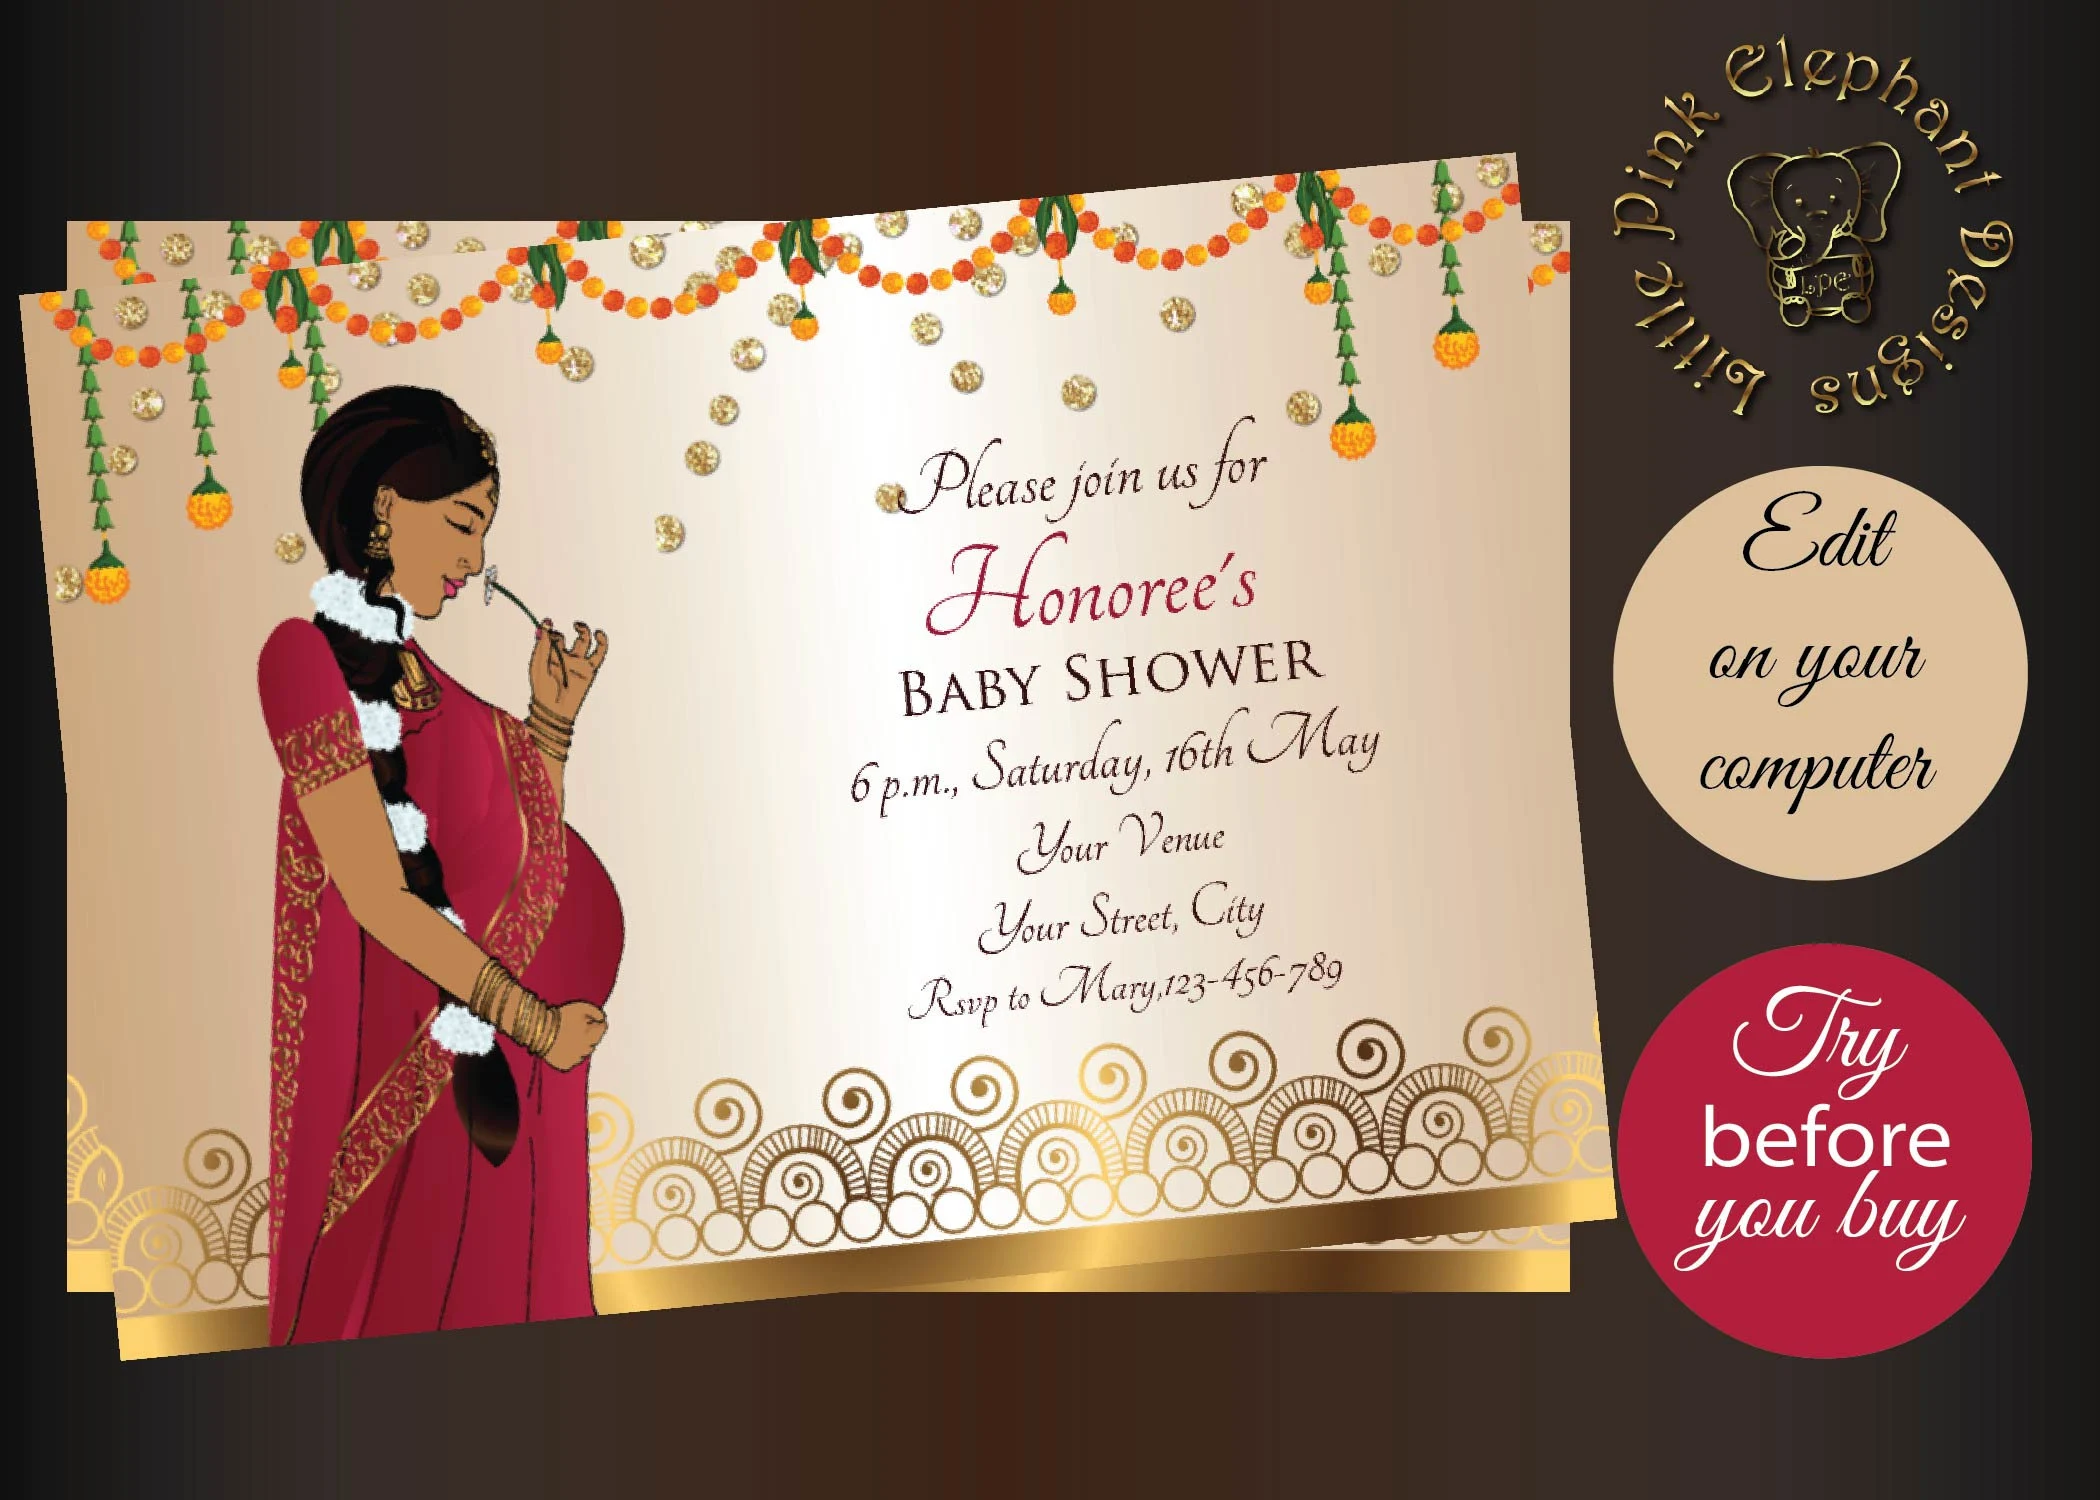 Please join us for
Honoree's
BABY SHOWER
6 p.m., Saturday, 16th May
Your Venue
Your Street, City
Rsvp to Mary,123-456-789
Little Pink Elephant Designs
LPE
Edit
on your
computer
Try
before
you buy